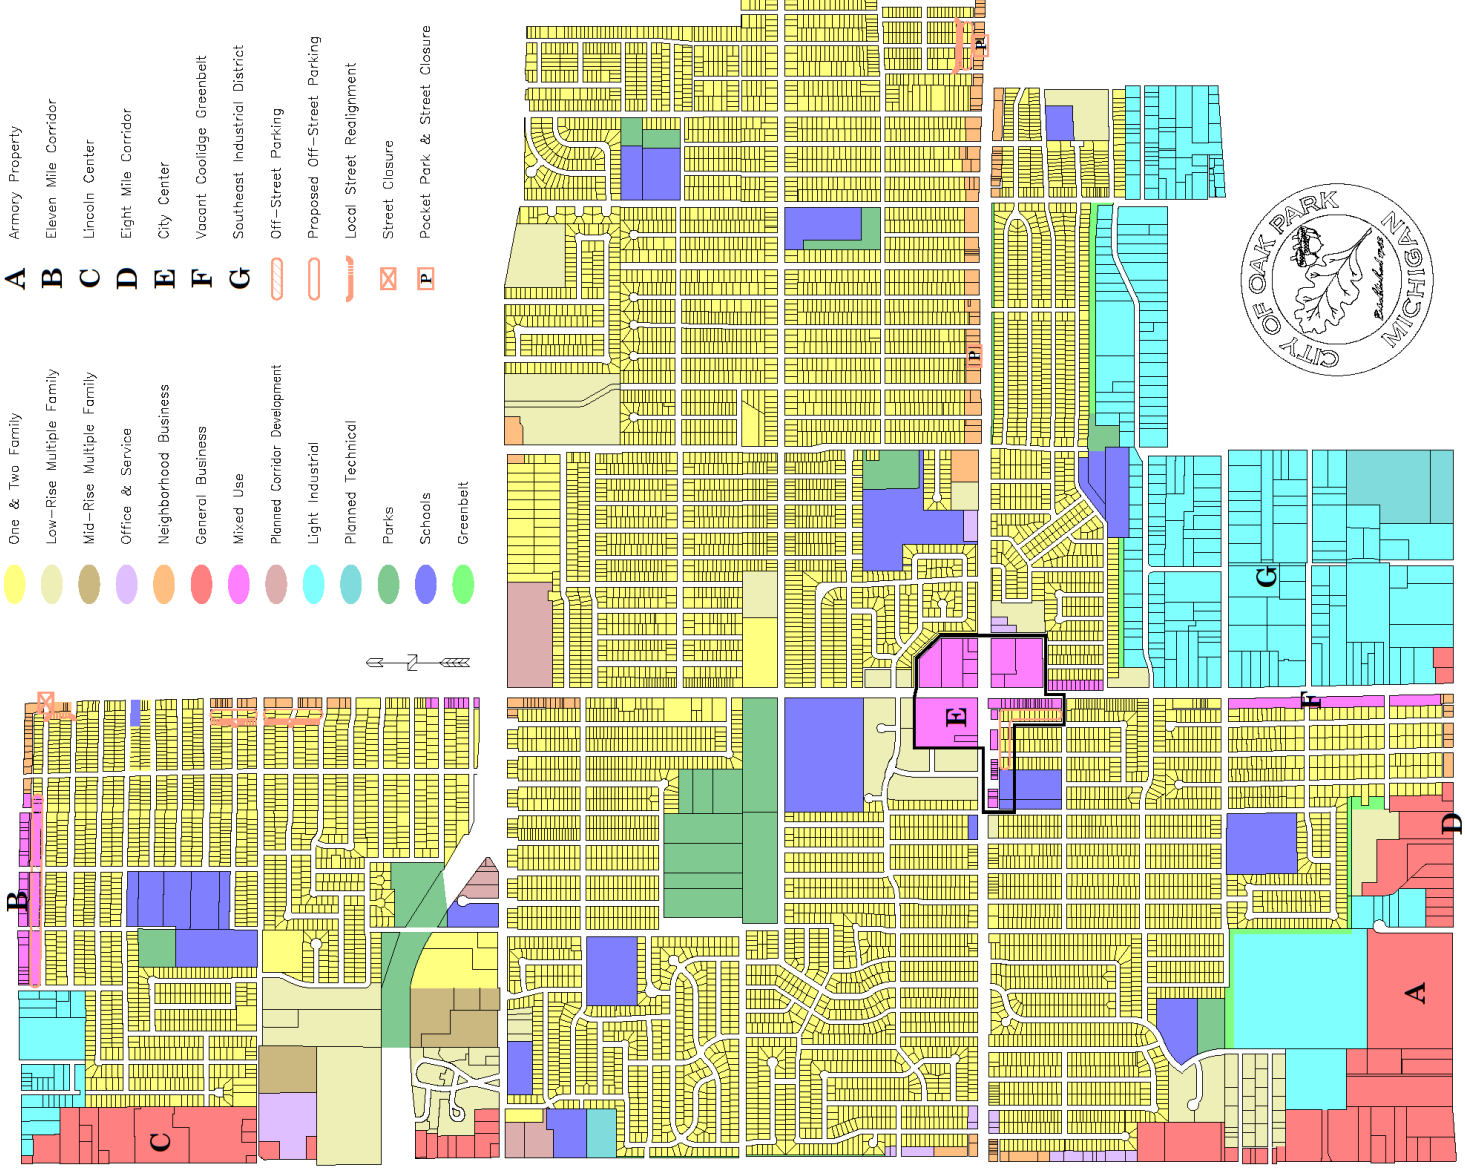 A Armory Property
B Eleven Mile Corridor
C Lincoln Center
D Eight Mile Corridor
E City Center
F Vacant Coolidge Greenbelt
G Southeast Industrial District
Off-Street Parking
Proposed Off-Street Parking
Local Street Realignment
Street Closure
P Pocket Park & Street Closure
One & Two Family
Low-Rise Multiple Family
Mid-Rise Multiple Family
Office & Service
Neighborhood Business
General Business
Mixed Use
Planned Corridor Development
Light Industrial
Planned Technical
Parks
Schools
Greenbelt
N
P
P
CITY OF OAK PARK
MICHIGAN
B
C
E
G
F
D
A